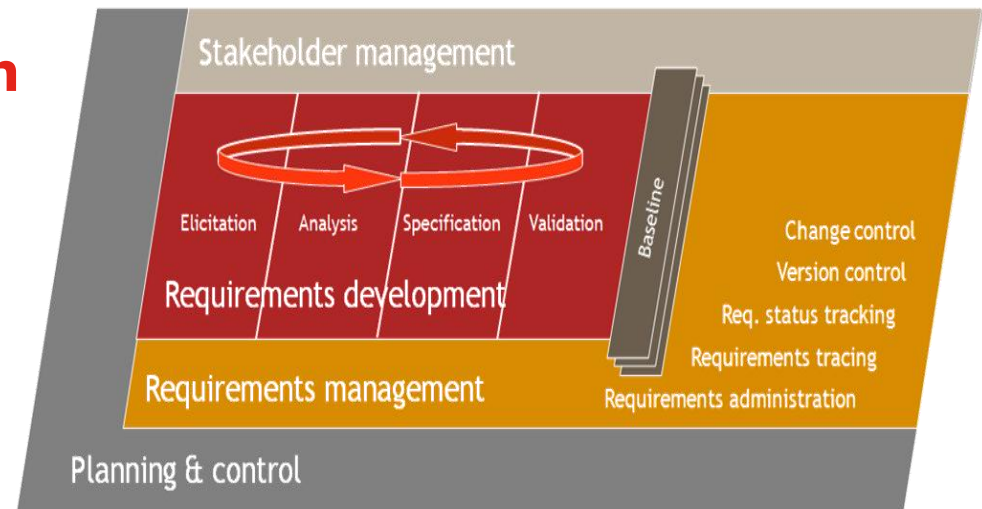 n
Stakeholder management
Elicitation
Analysis
Specification
Validation
Requirements development
Baseline
Change control
Version control
Req. status tracking
Requirements tracing
Requirements administration
Requirements management
Planning & control